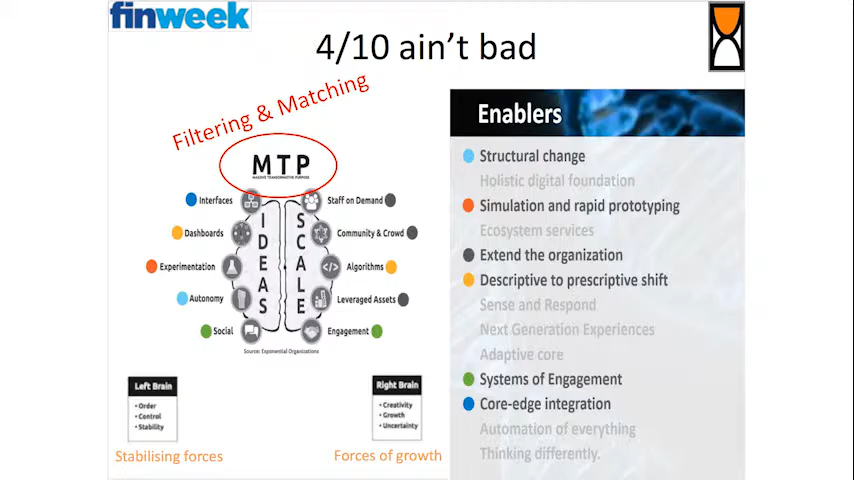 finweek
4/10 ain't bad
Filtering & Matching
MTP
MASSIVE TRANSFORMATIVE PURPOSE
Interfaces
Dashboards
Experimentation
Autonomy
Social
IDEAS
SCALE
Staff on Demand
Community & Crowd
Algorithms
Leveraged Assets
Engagement
</>
Source: Exponential Organizations
Left Brain
• Order
• Control
• Stability
Stabilising forces
Right Brain
• Creativity
• Growth
• Uncertainty
Forces of growth
Enablers
Structural change
Holistic digital foundation
Simulation and rapid prototyping
Ecosystem services
Extend the organization
Descriptive to prescriptive shift
Sense and Respond
Next Generation Experiences
Adaptive core
Systems of Engagement
Core-edge integration
Automation of everything
Thinking differently.